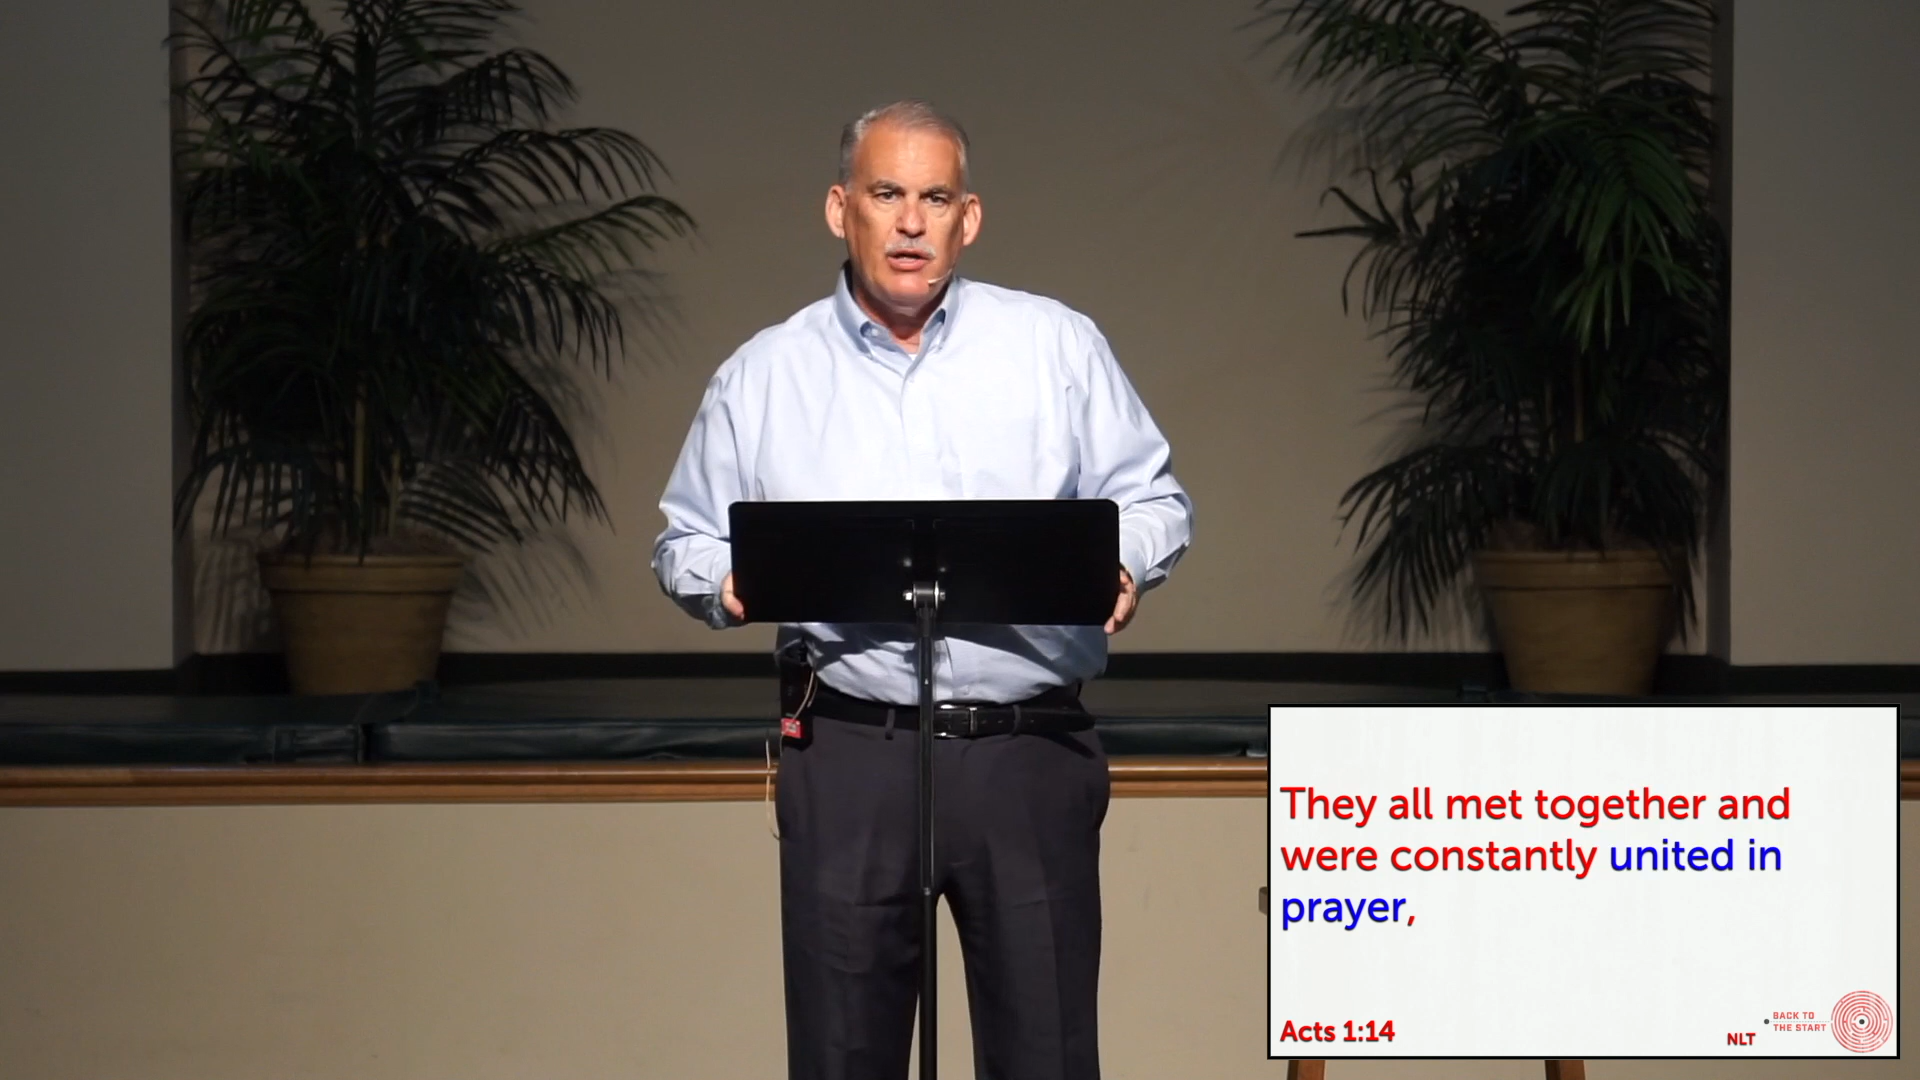 They all met together and
were constantly united in
prayer,
Acts 1:14
NLT
BACK TO
THE START